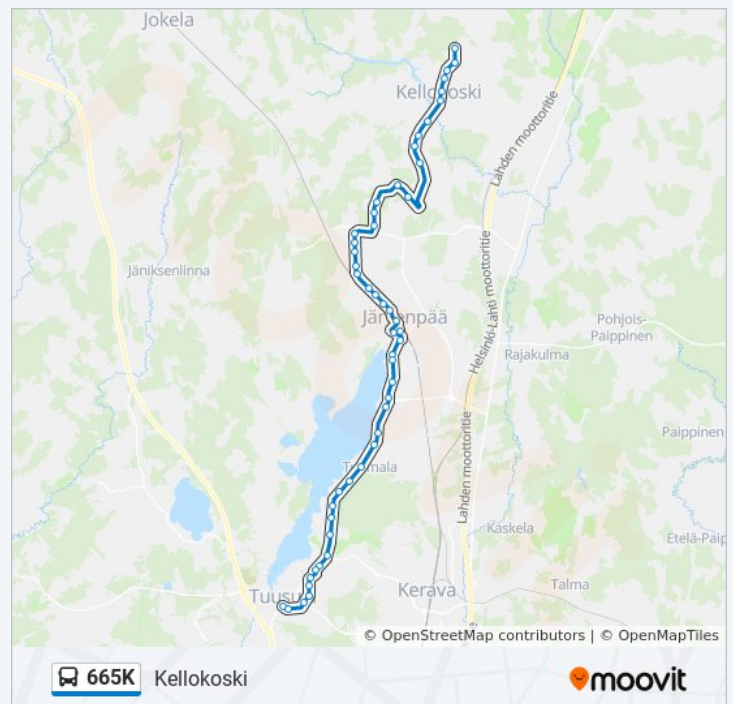 Jokela
Kellokoski
Lahden moottoritie
Jäniksenlinna
Helsinki-Lahti moottoritie
Järvenpää
Pohjois-
Paippinen
Rajakulma
Paippinen
Lahden moottoritie
Kaskela
Etelä-Paip
Talma
Kerava
© OpenStreetMap contributors | © OpenMapTiles
665K Kellokoski
moovit